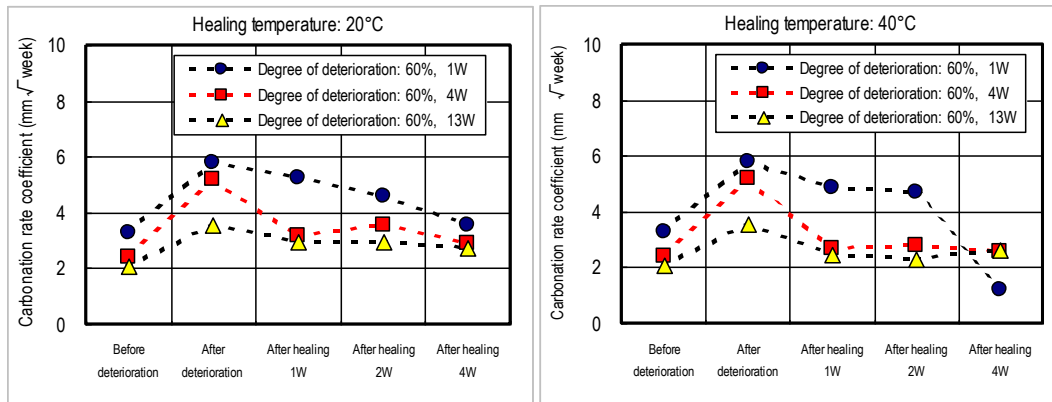 Healing temperature: 20°C
Carbonation rate coefficient (mm √week)
10
8
6
4
2
0
Degree of deterioration: 60%, 1W
Degree of deterioration: 60%, 4W
Degree of deterioration: 60%, 13W
Before deterioration
After deterioration
After healing 1W
After healing 2W
After healing 4W
Healing temperature: 40°C
Carbonation rate coefficient (mm √week)
10
8
6
4
2
0
Degree of deterioration: 60%, 1W
Degree of deterioration: 60%, 4W
Degree of deterioration: 60%, 13W
Before deterioration
After deterioration
After healing 1W
After healing 2W
After healing 4W